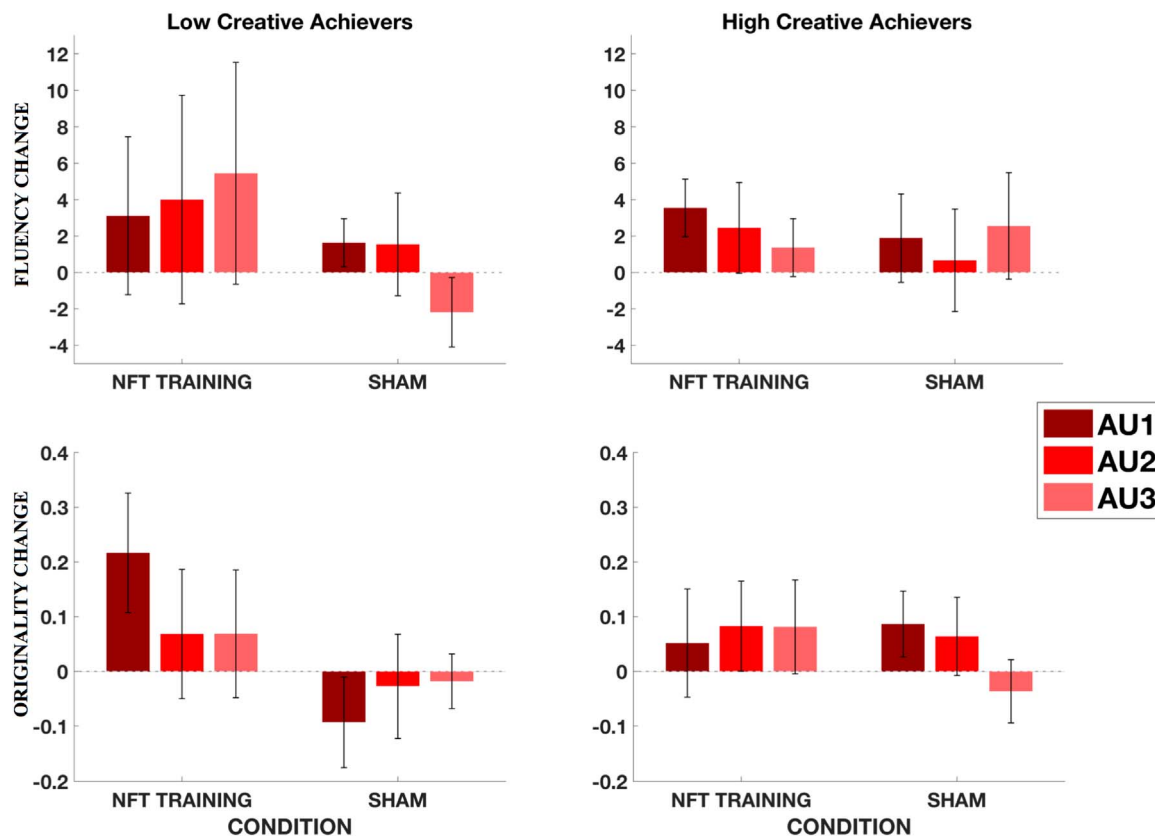 Low Creative Achievers
High Creative Achievers
FLUENCY CHANGE
12
10
8
6
4
2
0
-2
-4
NFT TRAINING
SHAM
12
10
8
6
4
2
0
-2
-4
NFT TRAINING
SHAM
AU1
AU2
AU3
ORIGINALITY CHANGE
0.4
0.3
0.2
0.1
0
-0.1
-0.2
NFT TRAINING
SHAM
CONDITION
0.4
0.3
0.2
0.1
0
-0.1
-0.2
NFT TRAINING
SHAM
CONDITION